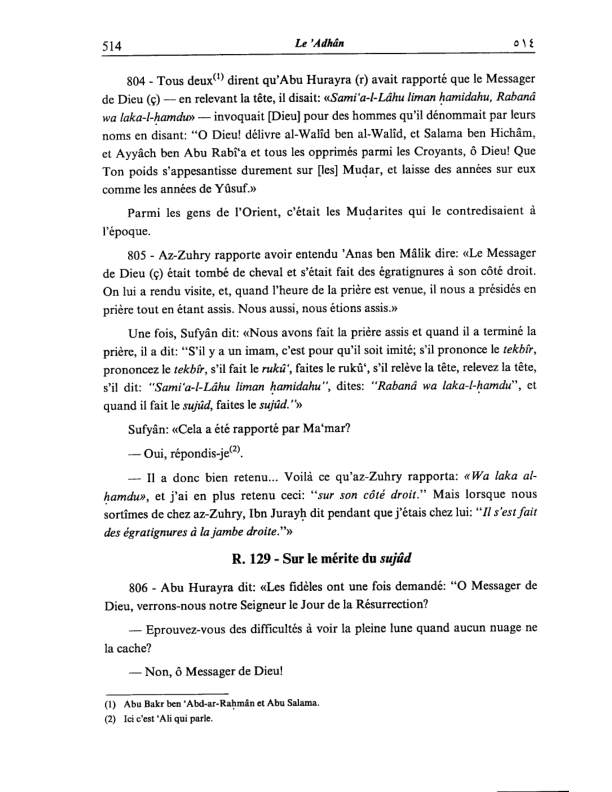 514 Le 'Adhân ٥١٤
804 - Tous deux(1) dirent qu'Abu Hurayra (r) avait rapporté que le Messager
de Dieu (ç) — en relevant la tête, il disait: «Sami'a-l-Lâhu liman ḥamidahu, Rabanâ
wa laka-l-ḥamdu» — invoquait [Dieu] pour des hommes qu'il dénommait par leurs
noms en disant: "O Dieu! délivre al-Walîd ben al-Walîd, et Salama ben Hichâm,
et Ayyâch ben Abu Rabî‘a et tous les opprimés parmi les Croyants, ô Dieu! Que
Ton poids s'appesantisse durement sur [les] Muḍar, et laisse des années sur eux
comme les années de Yûsuf.»
Parmi les gens de l'Orient, c'était les Muḍarites qui le contredisaient à
l'époque.
805 - Az-Zuhry rapporte avoir entendu 'Anas ben Mâlik dire: «Le Messager
de Dieu (ç) était tombé de cheval et s'était fait des égratignures à son côté droit.
On lui a rendu visite, et, quand l'heure de la prière est venue, il nous a présidés en
prière tout en étant assis. Nous aussi, nous étions assis.»
Une fois, Sufyân dit: «Nous avons fait la prière assis et quand il a terminé la
prière, il a dit: "S'il y a un imam, c'est pour qu'il soit imité; s'il prononce le tekbîr,
prononcez le tekbîr, s'il fait le rukû‘, faites le rukû‘, s'il relève la tête, relevez la tête,
s'il dit: "Sami'a-l-Lâhu liman ḥamidahu", dites: "Rabanâ wa laka-l-ḥamdu", et
quand il fait le sujûd, faites le sujûd."»
Sufyân: «Cela a été rapporté par Ma‘mar?
— Oui, répondis-je(2).
— Il a donc bien retenu... Voilà ce qu'az-Zuhry rapporta: «Wa laka al-
ḥamdu», et j'ai en plus retenu ceci: "sur son côté droit." Mais lorsque nous
sortîmes de chez az-Zuhry, Ibn Jurayḥ dit pendant que j'étais chez lui: "Il s'est fait
des égratignures à la jambe droite."»
R. 129 - Sur le mérite du sujûd
806 - Abu Hurayra dit: «Les fidèles ont une fois demandé: "O Messager de
Dieu, verrons-nous notre Seigneur le Jour de la Résurrection?
— Eprouvez-vous des difficultés à voir la pleine lune quand aucun nuage ne
la cache?
— Non, ô Messager de Dieu!
(1) Abu Bakr ben ‘Abd-ar-Raḥmân et Abu Salama.
(2) Ici c'est ‘Ali qui parle.